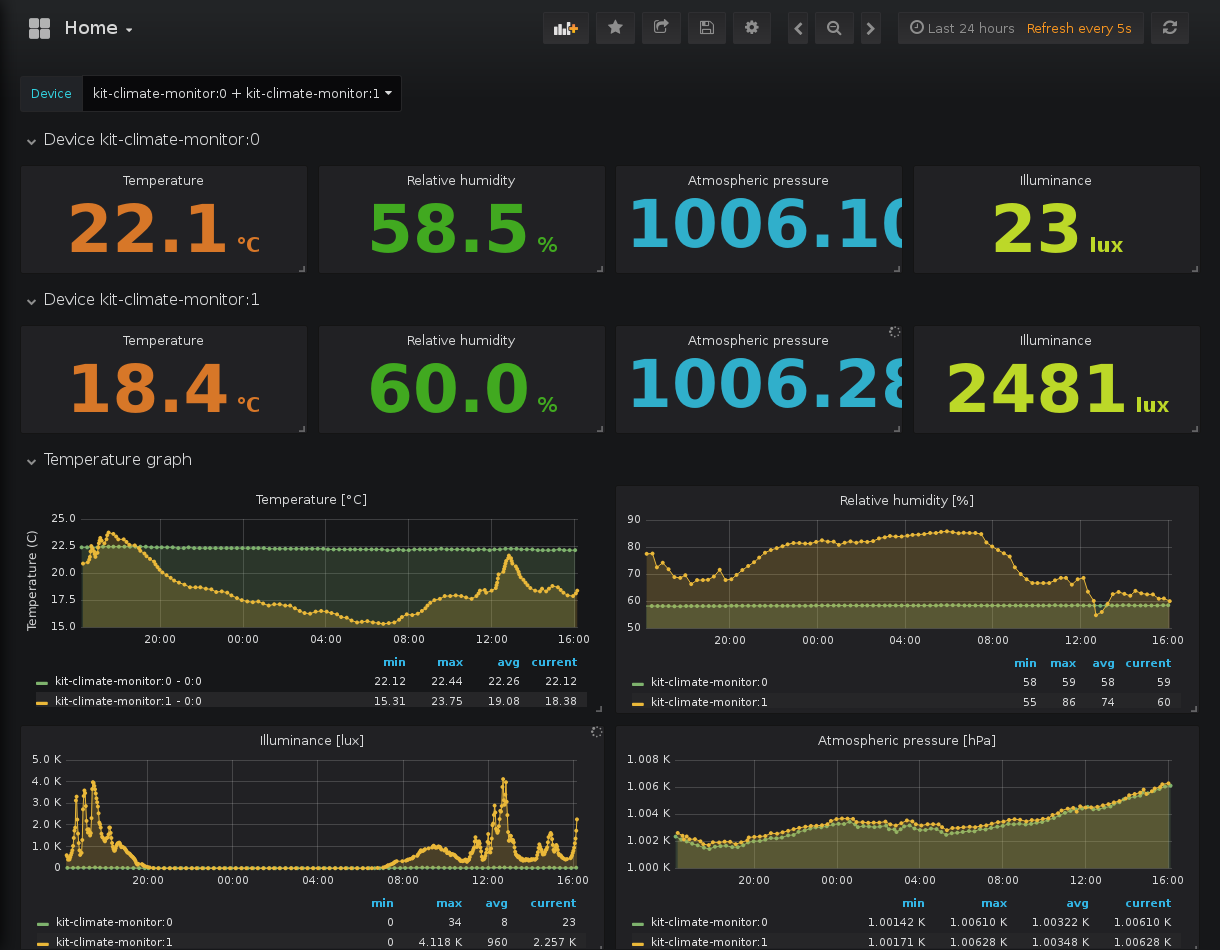 Home
Last 24 hours Refresh every 5s
Device kit-climate-monitor:0 + kit-climate-monitor:1
Device kit-climate-monitor:0
Temperature Relative humidity Atmospheric pressure Illuminance
22.1 °C 58.5 % 1006.10 23 lux
Device kit-climate-monitor:1
Temperature Relative humidity Atmospheric pressure Illuminance
18.4 °C 60.0 % 1006.28 2481 lux
Temperature graph
Temperature [°C]
Temperature (C)
25.0
22.5
20.0
17.5
15.0
20:00 00:00 04:00 08:00 12:00 16:00
min max avg current
kit-climate-monitor:0 - 0:0 22.12 22.44 22.26 22.12
kit-climate-monitor:1 - 0:0 15.31 23.75 19.08 18.38
Relative humidity [%]
90
80
70
60
50
20:00 00:00 04:00 08:00 12:00 16:00
min max avg current
kit-climate-monitor:0 58 59 58 59
kit-climate-monitor:1 55 86 74 60
Illuminance [lux]
5.0 K
4.0 K
3.0 K
2.0 K
1.0 K
0
20:00 00:00 04:00 08:00 12:00 16:00
min max avg current
kit-climate-monitor:0 0 34 8 23
kit-climate-monitor:1 0 4.118 K 960 2.257 K
Atmospheric pressure [hPa]
1.008 K
1.006 K
1.004 K
1.002 K
1.000 K
20:00 00:00 04:00 08:00 12:00 16:00
min max avg current
kit-climate-monitor:0 1.00142 K 1.00610 K 1.00322 K 1.00610 K
kit-climate-monitor:1 1.00171 K 1.00628 K 1.00348 K 1.00628 K